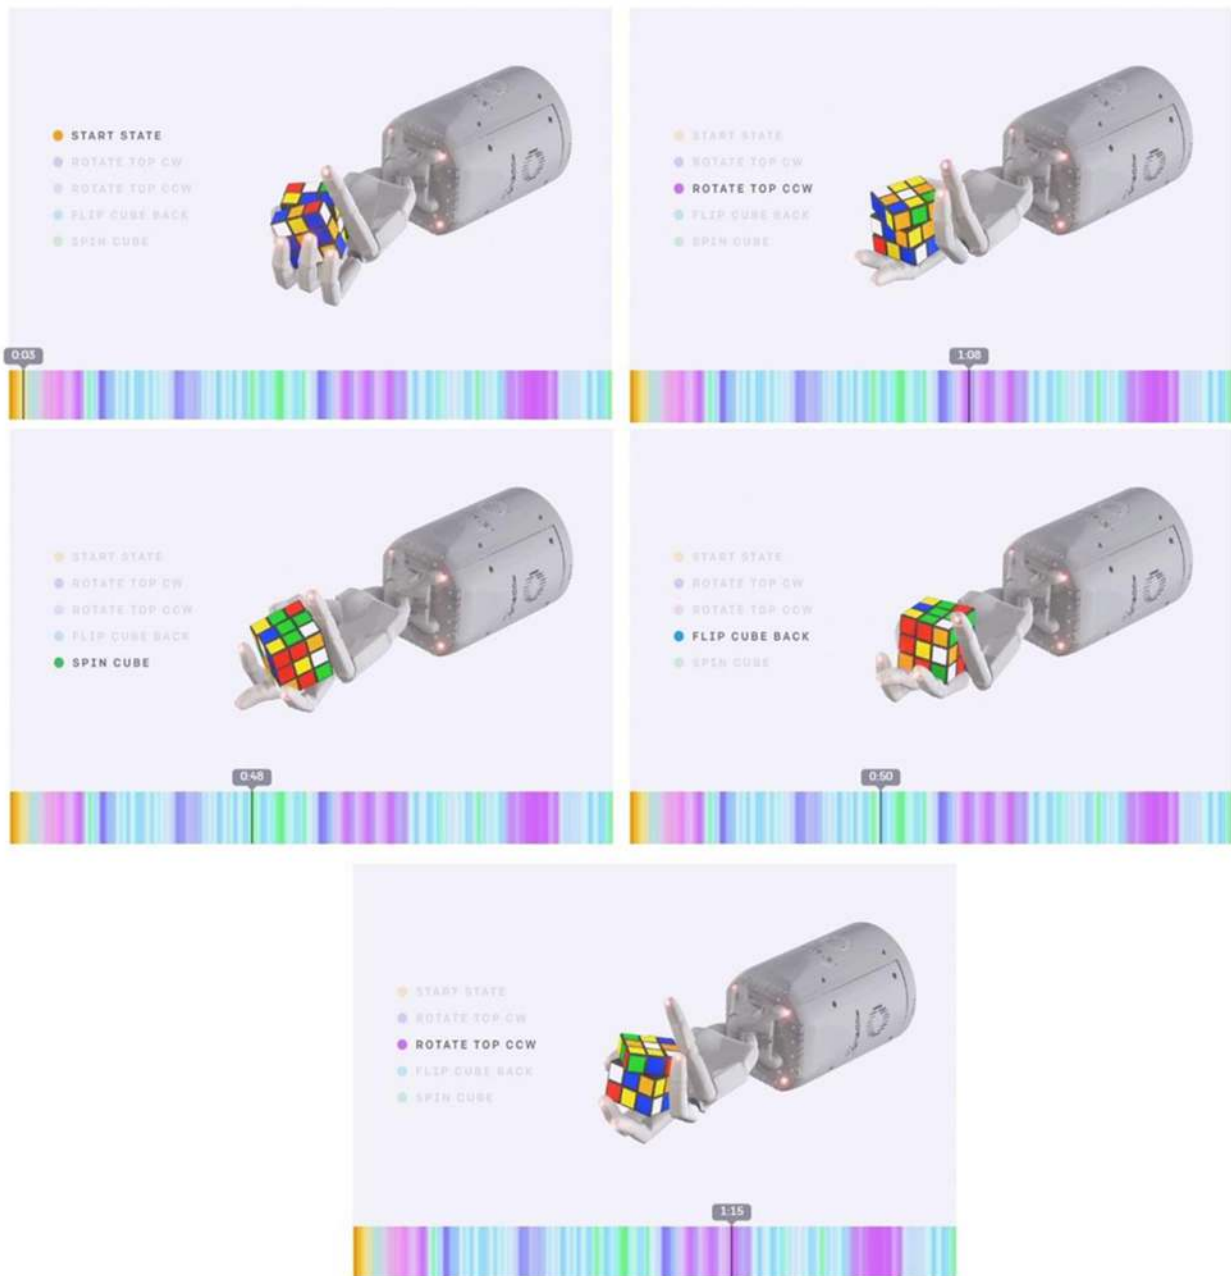 START STATE
ROTATE TOP CW
ROTATE TOP CCW
FLIP CUBE BACK
SPIN CUBE
0:03
START STATE
ROTATE TOP CW
ROTATE TOP CCW
FLIP CUBE BACK
SPIN CUBE
1:08
START STATE
ROTATE TOP CW
ROTATE TOP CCW
FLIP CUBE BACK
SPIN CUBE
0:48
START STATE
ROTATE TOP CW
ROTATE TOP CCW
FLIP CUBE BACK
SPIN CUBE
0:50
START STATE
ROTATE TOP CW
ROTATE TOP CCW
FLIP CUBE BACK
SPIN CUBE
1:15